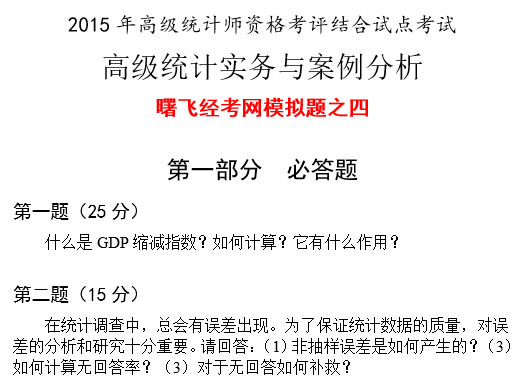 2015 年高级统计师资格考评结合试点考试
高级统计实务与案例分析
曙飞经考网模拟题之四
第一部分　必答题
第一题（25 分）
什么是 GDP 缩减指数？如何计算？它有什么作用？
第二题（15 分）
在统计调查中，总会有误差出现。为了保证统计数据的质量，对误
差的分析和研究十分重要。请回答：（1）非抽样误差是如何产生的？（3）
如何计算无回答率？（3）对于无回答如何补救？